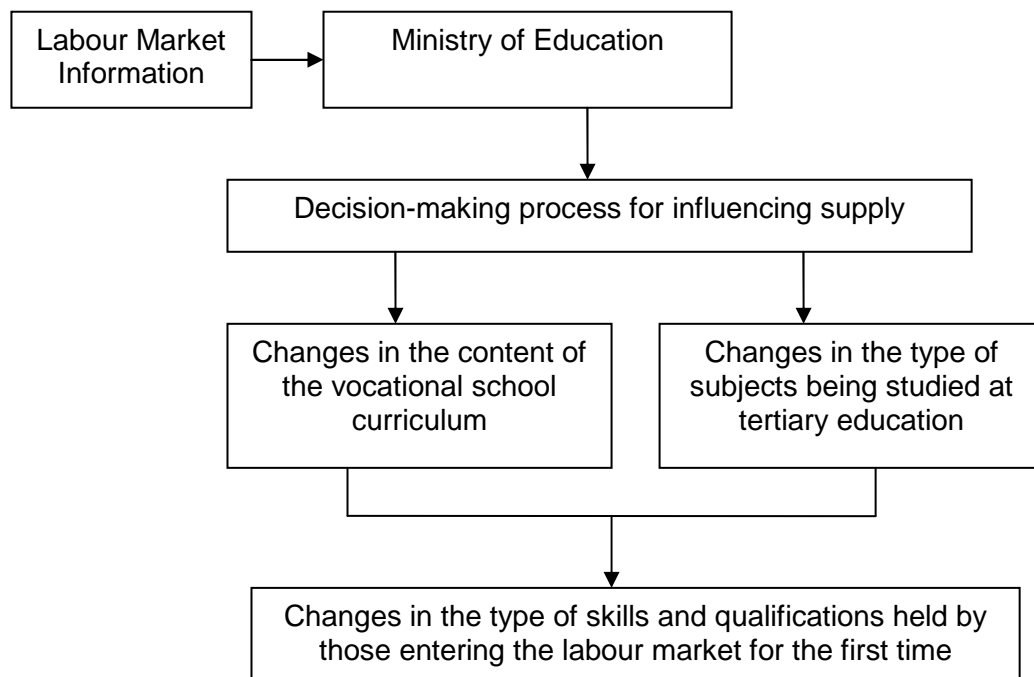 Labour Market
Information
Ministry of Education
Decision-making process for influencing supply
Changes in the content of
the vocational school
curriculum
Changes in the type of
subjects being studied at
tertiary education
Changes in the type of skills and qualifications held by
those entering the labour market for the first time